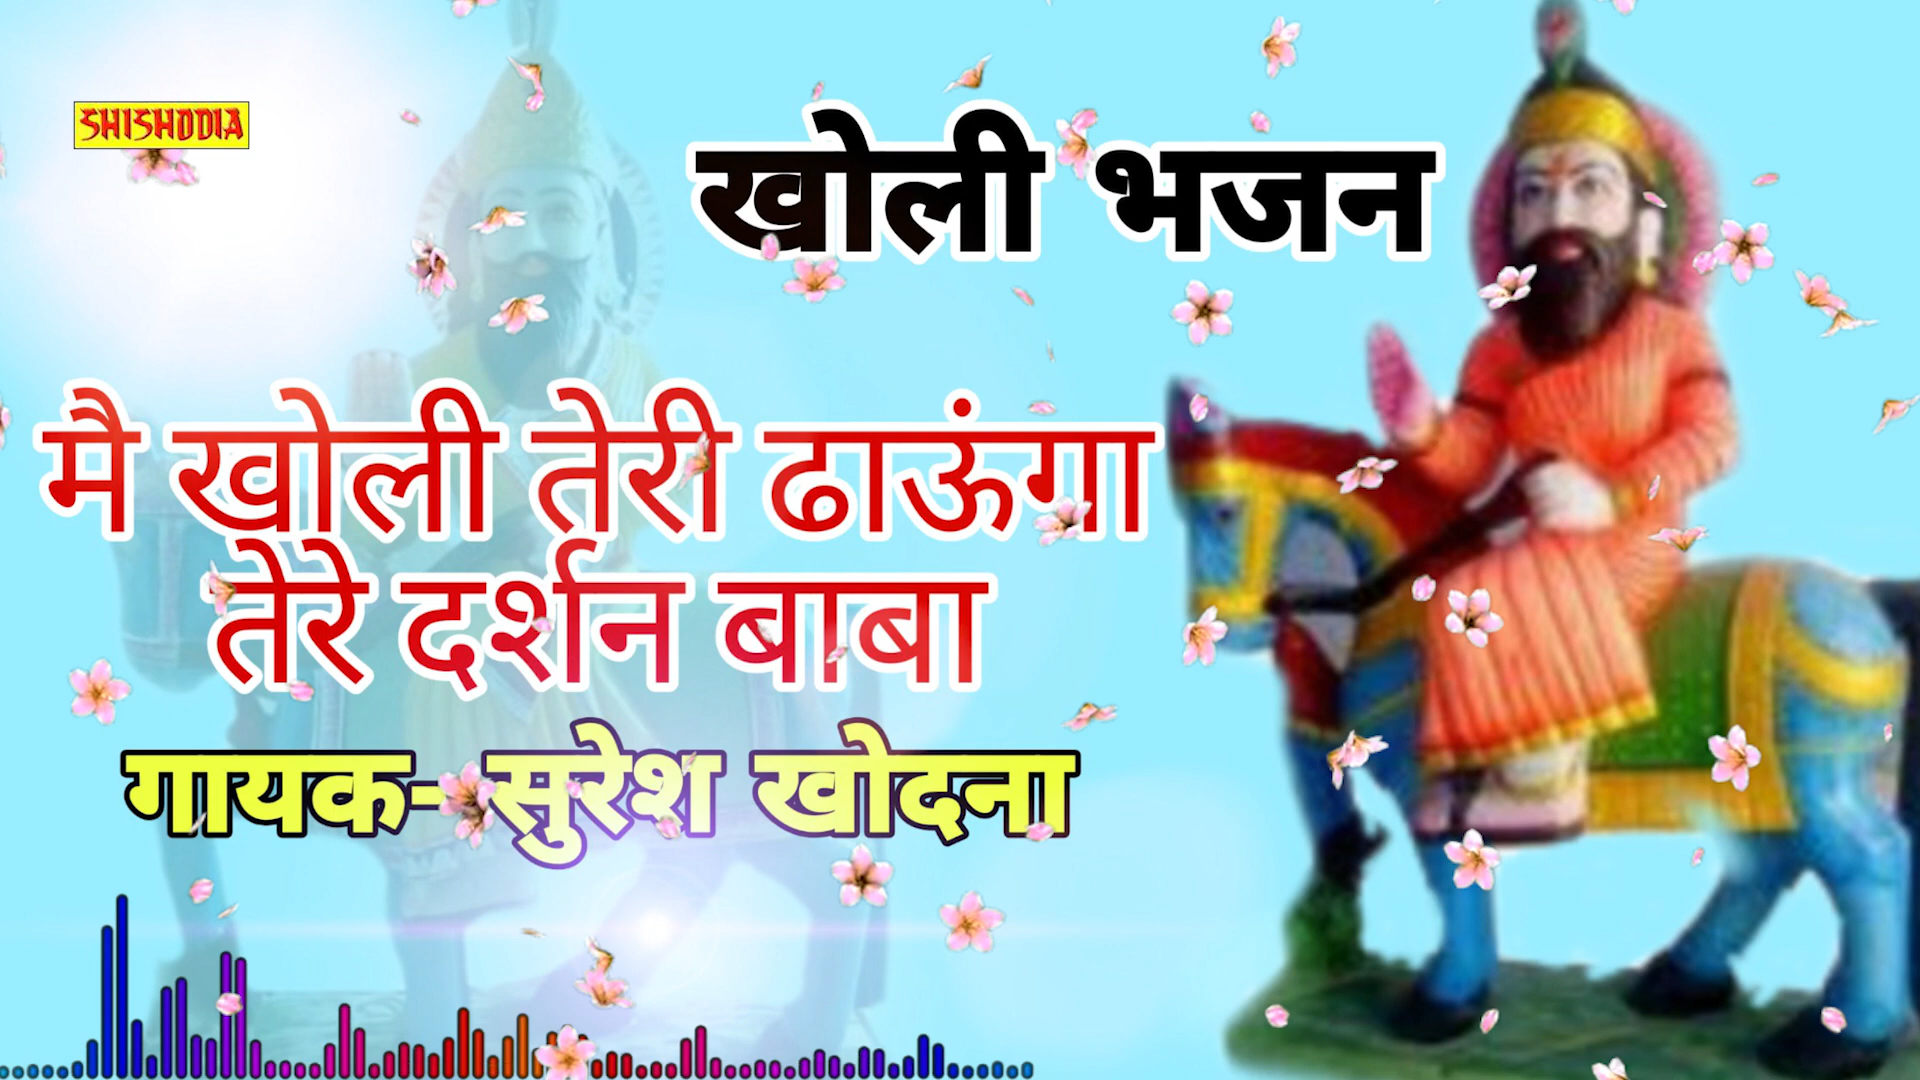 SHISHODIA
खोली भजन
मै खोली तेरी ढाऊंगा
तेरे दर्शन बाबा
गायक- सुरेश खोदना